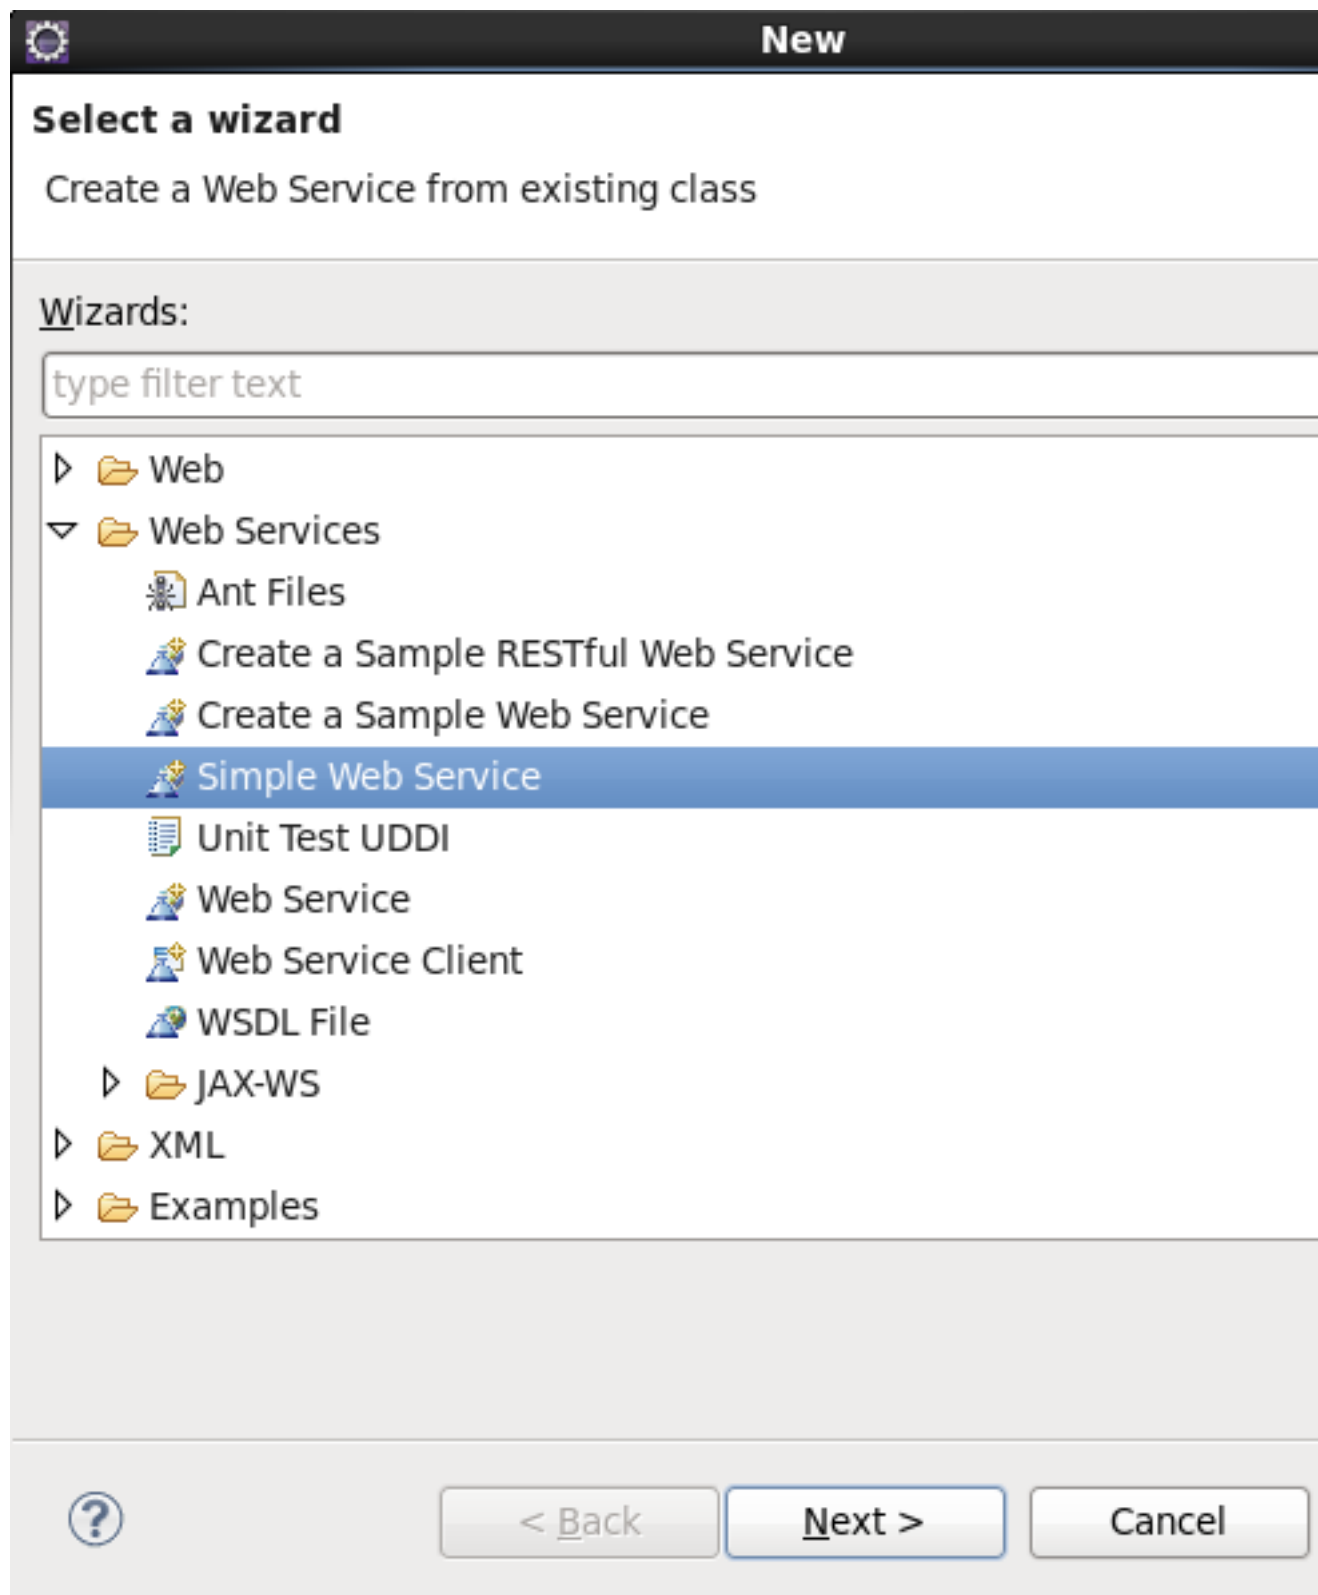 New
Select a wizard
Create a Web Service from existing class
Wizards:
type filter text
Web
Web Services
Ant Files
Create a Sample RESTful Web Service
Create a Sample Web Service
Simple Web Service
Unit Test UDDI
Web Service
Web Service Client
WSDL File
JAX-WS
XML
Examples
? < Back Next > Cancel